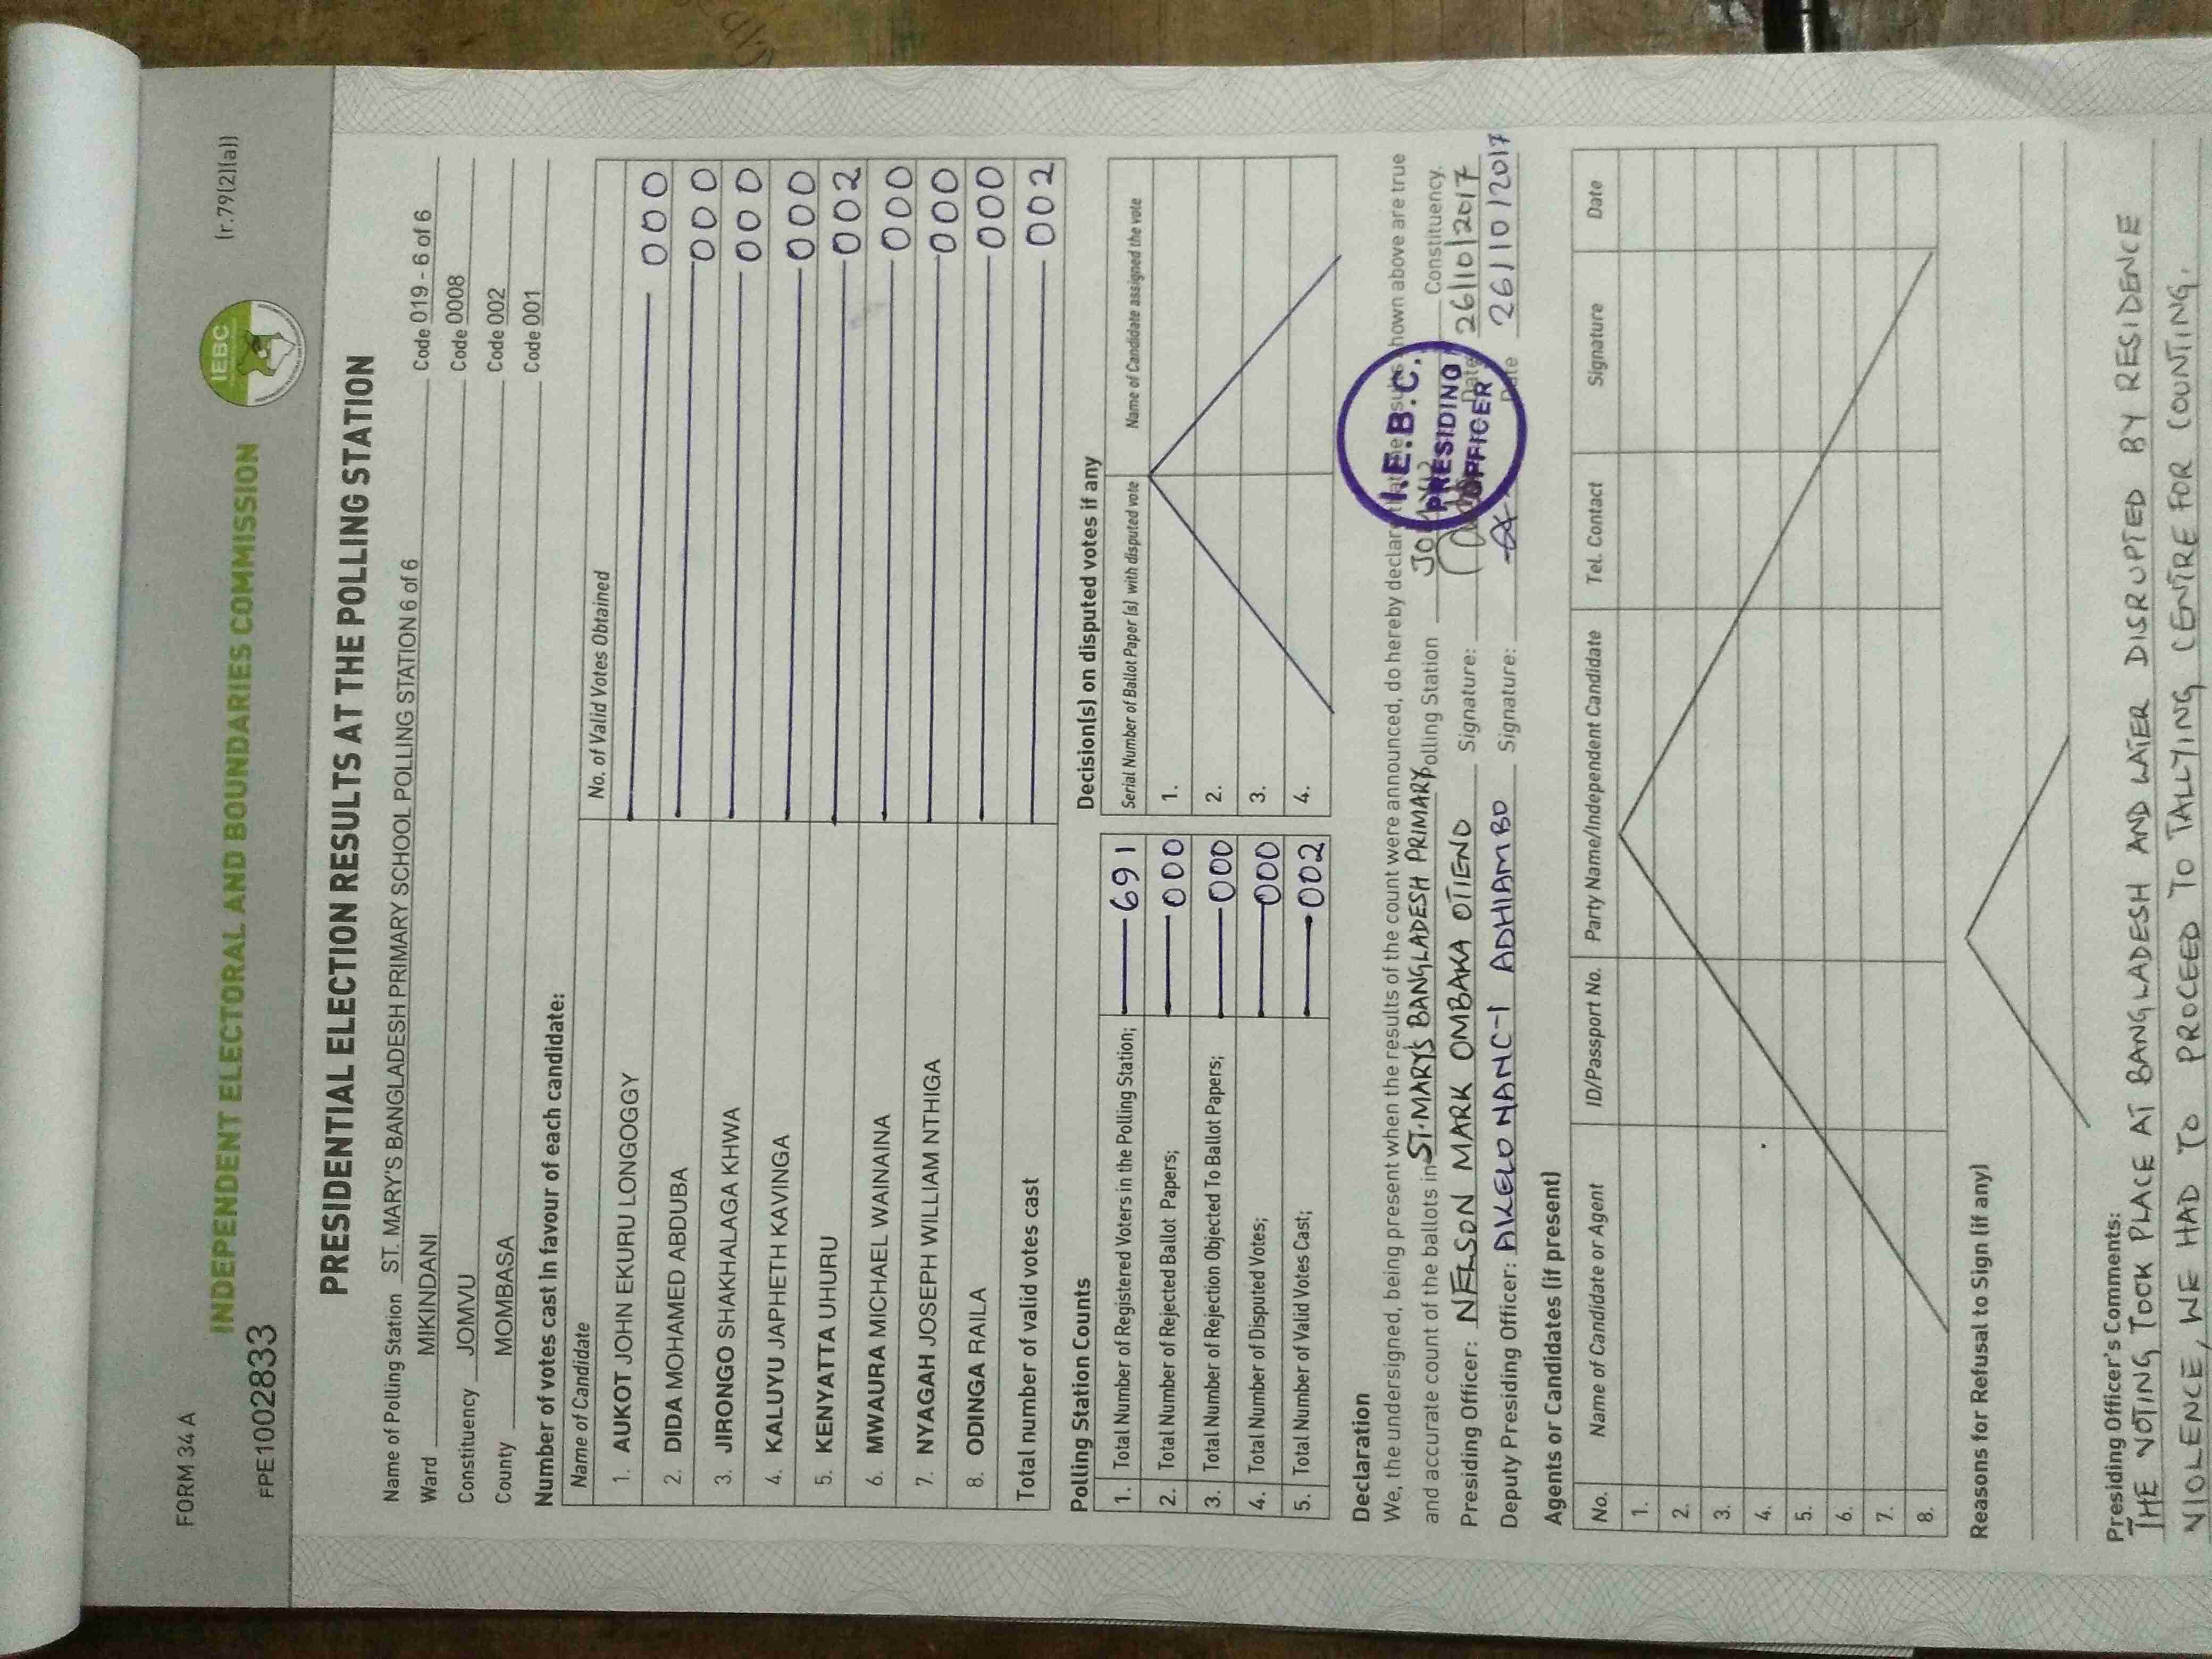 FORM 34 A
(r.79(2)(a))
IEBC
INDEPENDENT ELECTORAL AND BOUNDARIES COMMISSION
FPE1002833
PRESIDENTIAL ELECTION RESULTS AT THE POLLING STATION
Name of Polling Station ST. MARY'S BANGLADESH PRIMARY SCHOOL POLLING STATION 6 of 6
Ward MIKINDANI Code 019 - 6 of 6
Constituency JOMVU Code 0008
County MOMBASA Code 002
Code 001
Number of votes cast in favour of each candidate:
Name of Candidate No. of Valid Votes Obtained
1. AUKOT JOHN EKURU LONGOGGY 000
2. DIDA MOHAMED ABDUBA 000
3. JIRONGO SHAKHALAGA KHWA 000
4. KALUYU JAPHETH KAVINGA 000
5. KENYATTA UHURU 002
6. MWAURA MICHAEL WAINAINA 000
7. NYAGAH JOSEPH WILLIAM NTHIGA 000
8. ODINGA RAILA 000
Total number of valid votes cast 002
Polling Station Counts
1. Total Number of Registered Voters in the Polling Station; 691
2. Total Number of Rejected Ballot Papers; 000
3. Total Number of Rejection Objected To Ballot Papers; 000
4. Total Number of Disputed Votes; 000
5. Total Number of Valid Votes Cast; 002
Decision(s) on disputed votes if any
Serial Number of Ballot Paper (s) with disputed vote Name of Candidate assigned the vote
1.
2.
3.
4.
Declaration
We, the undersigned, being present when the results of the count were announced, do hereby declare shown above are true
and accurate count of the ballots in ST. MARY'S BANGLADESH PRIMARY Polling Station Constituency.
Presiding Officer: NELSON MARK OMBAKA OTIENO Signature: Date 26/10/2017
Deputy Presiding Officer: AKELO NANCY ADHIAMBO Signature: Date 26/10/2017
I.E.B.C.
PRESIDING
OFFICER
Agents or Candidates (if present)
No. Name of Candidate or Agent ID/Passport No. Party Name/Independent Candidate Tel. Contact Signature Date
1.
2.
3.
4.
5.
6.
7.
8.
Reasons for Refusal to Sign (if any)
Presiding Officer's Comments:
THE VOTING TOOK PLACE AT BANGLADESH AND LATER DISRUPTED BY RESIDENCE
VIOLENCE, WE HAD TO PROCEED TO TALLYING CENTRE FOR COUNTING.